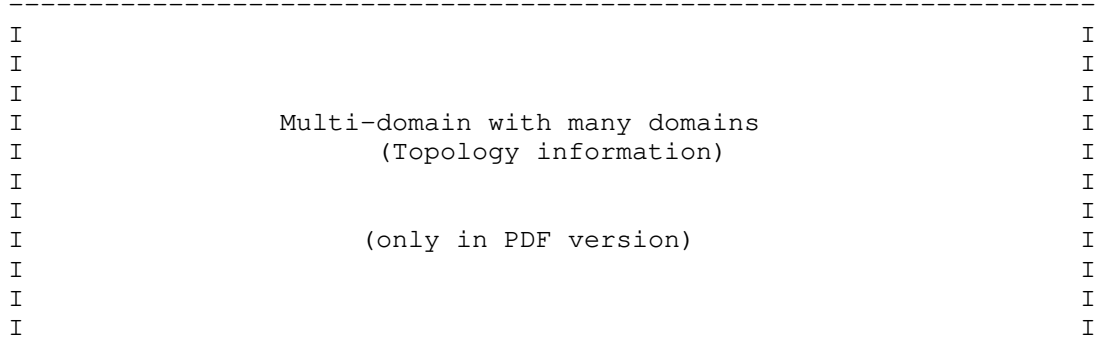 --------------------------------------------------------------------
I                                                                  I
I                                                                  I
I                                                                  I
I                Multi-domain with many domains                    I
I                      (Topology information)                      I
I                                                                  I
I                                                                  I
I                     (only in PDF version)                        I
I                                                                  I
I                                                                  I
I                                                                  I